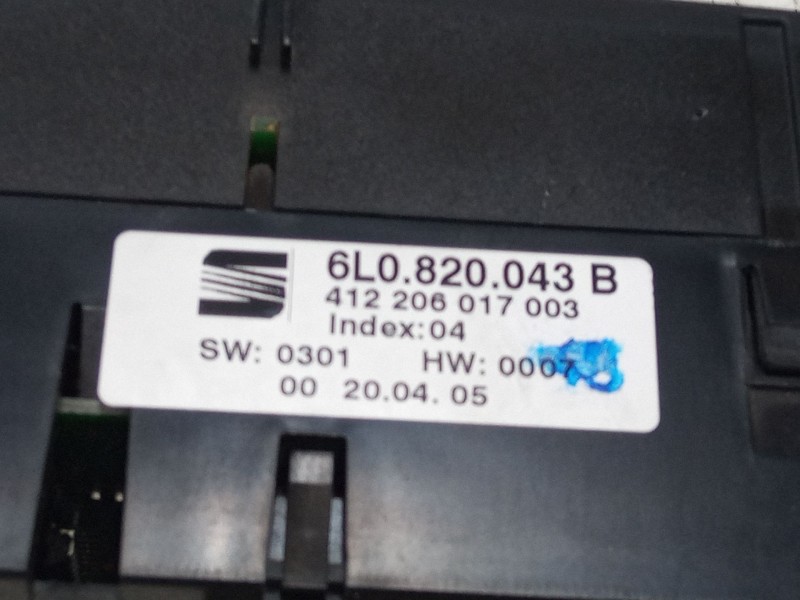 6L0.820.043 B
412 206 017 003
Index:04
SW: 0301 HW: 0007
00 20.04. 05